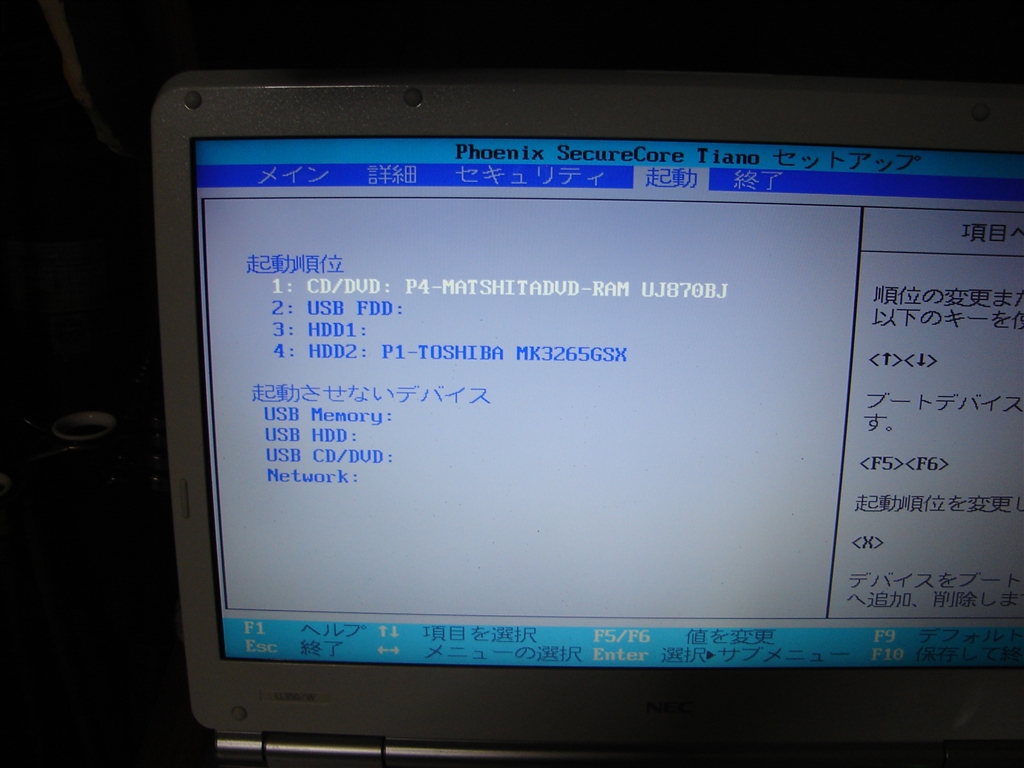 Phoenix SecureCore Tiano セットアップ
メイン 詳細 セキュリティ 起動 終了
起動順位
1: CD/DVD: P4-MATSHITADVD-RAM UJ870BJ
2: USB FDD:
3: HDD1:
4: HDD2: P1-TOSHIBA MK3265GSX
起動させないデバイス
USB Memory:
USB HDD:
USB CD/DVD:
Network:
項目へ
順位の変更また
以下のキーを使
<↑><↓>
ブートデバイス
す。
<F5><F6>
起動順位を変更し
<X>
デバイスをブート
へ追加、削除しま
F1 ヘルプ ↑↓ 項目を選択 F5/F6 値を変更 F9 デフォルト
Esc 終了 ←→ メニューの選択 Enter 選択▶サブメニュー F10 保存して終
NEC